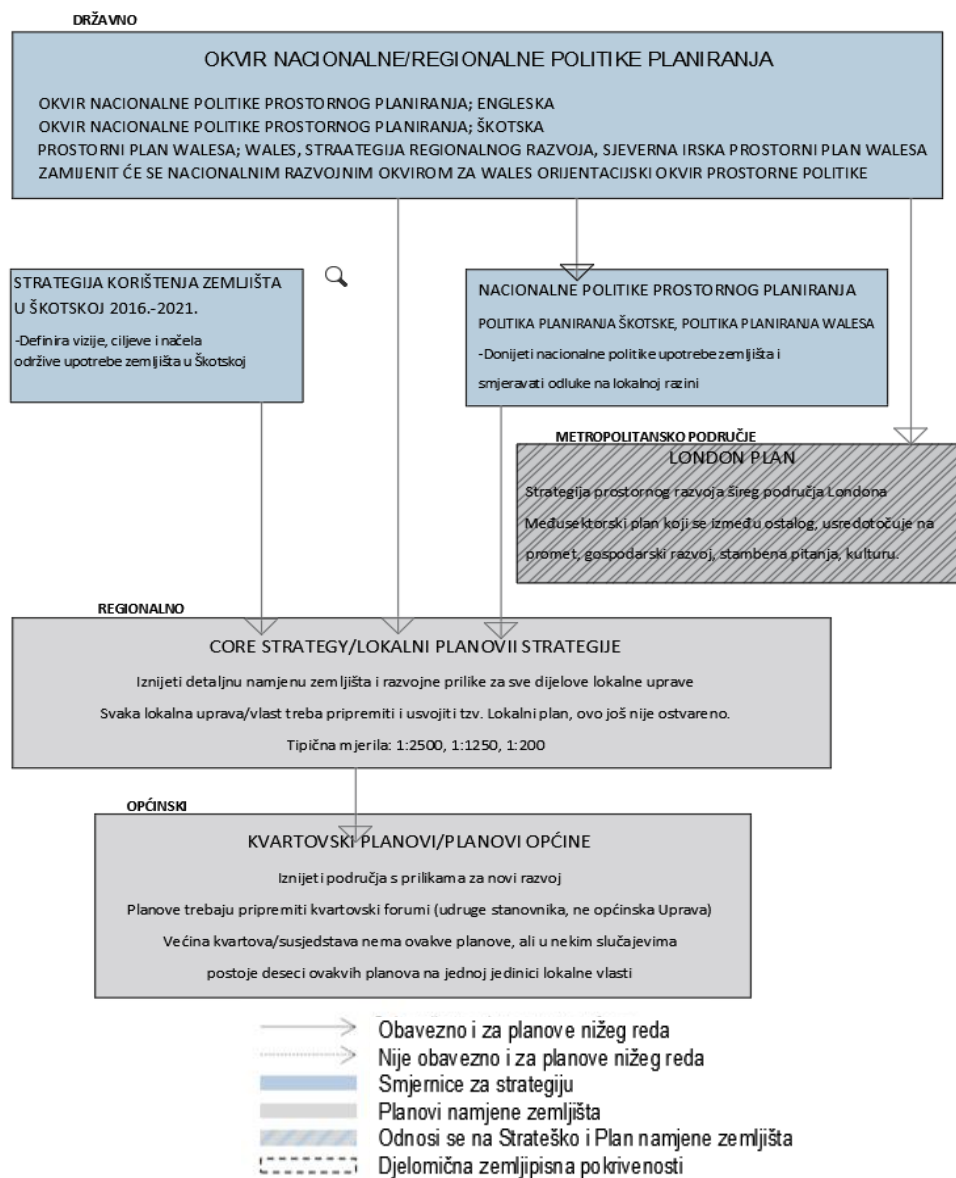 DRŽAVNO
OKVIR NACIONALNE/REGIONALNE POLITIKE PLANIRANJA
OKVIR NACIONALNE POLITIKE PROSTORNOG PLANIRANJA; ENGLESKA
OKVIR NACIONALNE POLITIKE PROSTORNOG PLANIRANJA; ŠKOTSKA
PROSTORNI PLAN WALESA; WALES, STRAATEGIJA REGIONALNOG RAZVOJA, SJEVERNA IRSKA PROSTORNI PLAN WALESA
ZAMIJENIT ĆE SE NACIONALNIM RAZVOJNIM OKVIROM ZA WALES ORIJENTACIJSKI OKVIR PROSTORNE POLITIKE
STRATEGIJA KORIŠTENJA ZEMLJIŠTA
U ŠKOTSKOJ 2016.-2021.
-Definira vizije, ciljeve i načela
održive upotrebe zemljišta u Škotskoj
NACIONALNE POLITIKE PROSTORNOG PLANIRANJA
POLITIKA PLANIRANJA ŠKOTSKE, POLITIKA PLANIRANJA WALESA
-Donijeti nacionalne politike upotrebe zemljišta i
smjeravati odluke na lokalnoj razini
METROPOLITANSKO PODRUČJE
LONDON PLAN
Strategija prostornog razvoja šireg područja Londona
Međusektorski plan koji se između ostalog, usredotočuje na
promet, gospodarski razvoj, stambena pitanja, kulturu.
REGIONALNO
CORE STRATEGY/LOKALNI PLANOVII STRATEGIJE
Iznijeti detaljnu namjenu zemljišta i razvojne prilike za sve dijelove lokalne uprave
Svaka lokalna uprava/vlast treba pripremiti i usvojiti tzv. Lokalni plan, ovo još nije ostvareno.
Tipična mjerila: 1:2500, 1:1250, 1:200
OPĆINSKI
KVARTOVSKI PLANOVI/PLANOVI OPĆINE
Iznijeti područja s prilikama za novi razvoj
Planove trebaju pripremiti kvartovski forumi (udruge stanovnika, ne općinska Uprava)
Većina kvartova/susjedstava nema ovakve planove, ali u nekim slučajevima
postoje deseci ovakvih planova na jednoj jedinici lokalne vlasti
Obavezno i za planove nižeg reda
Nije obavezno i za planove nižeg reda
Smjernice za strategiju
Planovi namjene zemljišta
Odnosi se na Strateško i Plan namjene zemljišta
Djelomična zemljipisna pokrivenosti